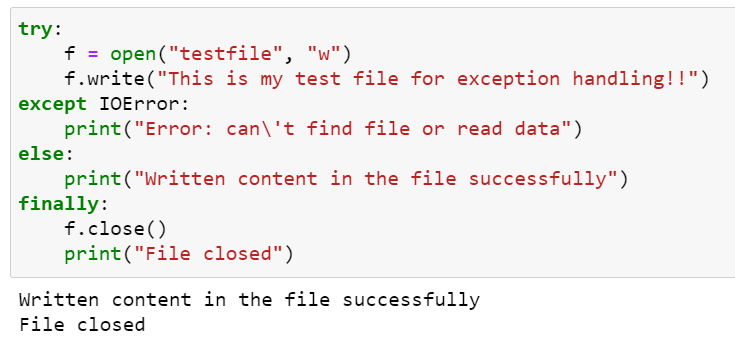 try:
    f = open("testfile", "w")
    f.write("This is my test file for exception handling!!")
except IOError:
    print("Error: can\'t find file or read data")
else:
    print("Written content in the file successfully")
finally:
    f.close()
    print("File closed")
Written content in the file successfully
File closed